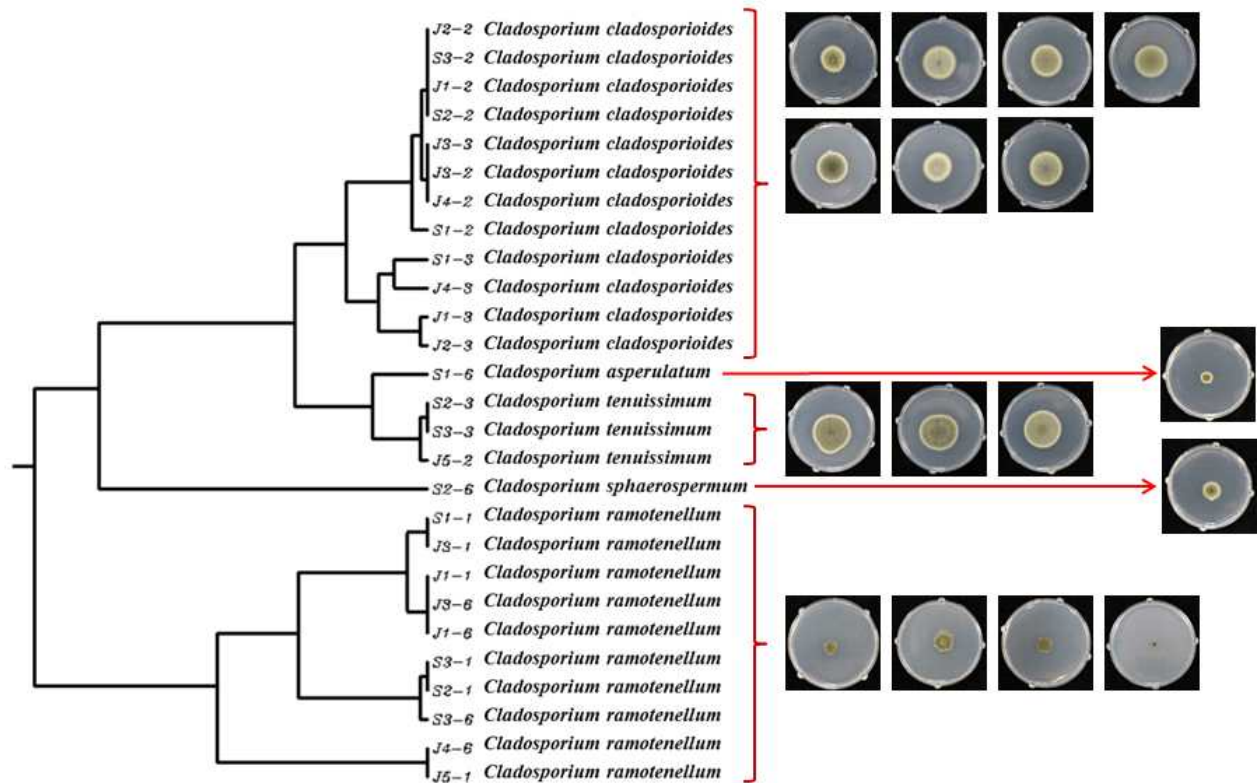 J2-2 Cladosporium cladosporioides
S3-2 Cladosporium cladosporioides
J1-2 Cladosporium cladosporioides
S2-2 Cladosporium cladosporioides
J3-3 Cladosporium cladosporioides
J3-2 Cladosporium cladosporioides
J4-2 Cladosporium cladosporioides
S1-2 Cladosporium cladosporioides
S1-3 Cladosporium cladosporioides
J4-3 Cladosporium cladosporioides
J1-3 Cladosporium cladosporioides
J2-3 Cladosporium cladosporioides
S1-6 Cladosporium asperulatum
S2-3 Cladosporium tenuissimum
S3-3 Cladosporium tenuissimum
J5-2 Cladosporium tenuissimum
S2-6 Cladosporium sphaerospermum
S1-1 Cladosporium ramotenellum
J3-1 Cladosporium ramotenellum
J1-1 Cladosporium ramotenellum
J3-6 Cladosporium ramotenellum
J1-6 Cladosporium ramotenellum
S3-1 Cladosporium ramotenellum
S2-1 Cladosporium ramotenellum
S3-6 Cladosporium ramotenellum
J4-6 Cladosporium ramotenellum
J5-1 Cladosporium ramotenellum